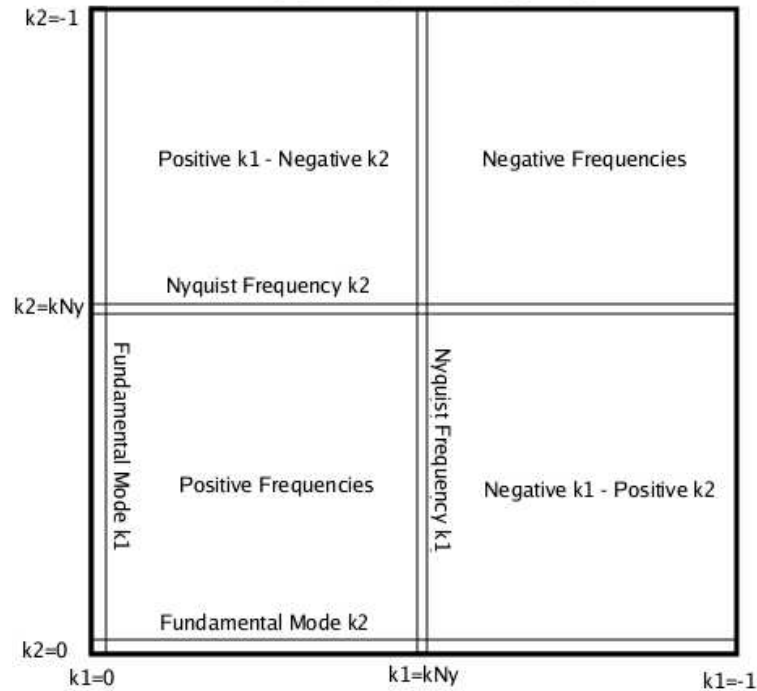 k2=-1
Positive k1 - Negative k2
Negative Frequencies
Nyquist Frequency k2
k2=kNy
Fundamental Mode k1
Nyquist Frequency k1
Positive Frequencies
Negative k1 - Positive k2
Fundamental Mode k2
k2=0
k1=0
k1=kNy
k1=-1